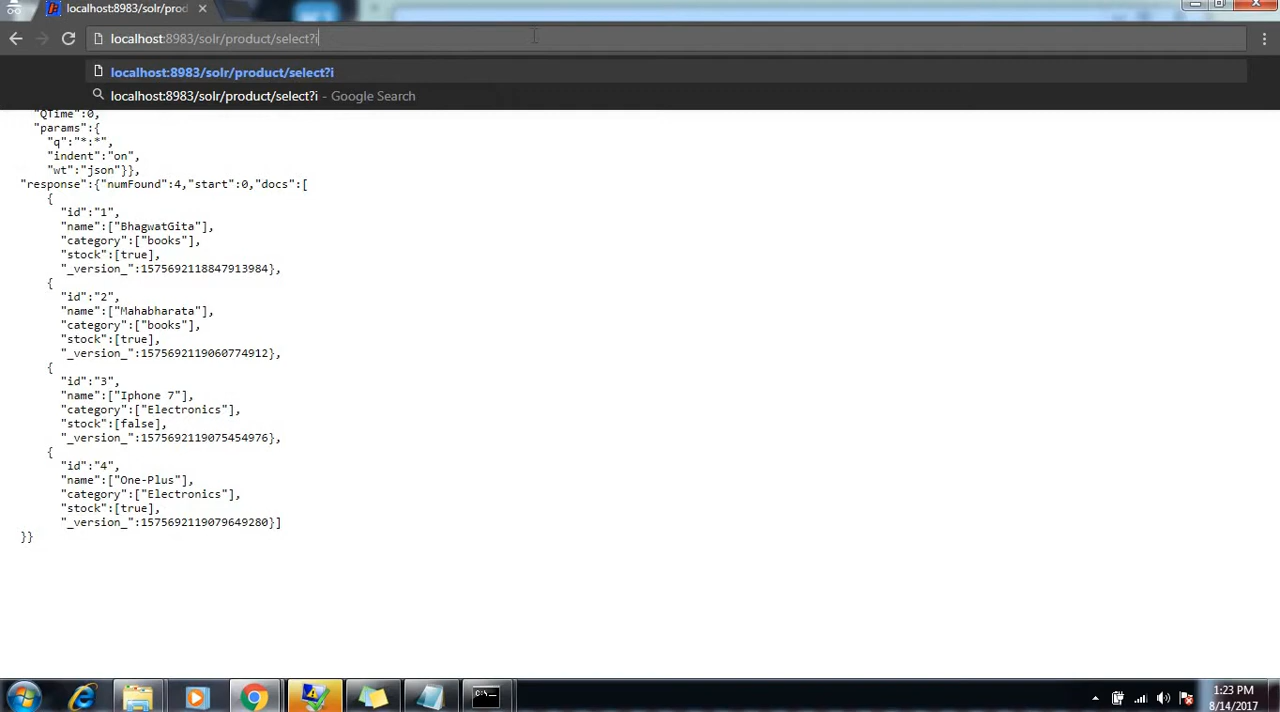 localhost:8983/solr/prod
localhost:8983/solr/product/select?i
localhost:8983/solr/product/select?i
localhost:8983/solr/product/select?i - Google Search
"QTime":0,
"params":{
"q":"*:*",
"indent":"on",
"wt":"json"}},
"response":{"numFound":4,"start":0,"docs":[
{
"id":"1",
"name":["BhagwatGita"],
"category":["books"],
"stock":[true],
"_version_":1575692118847913984},
{
"id":"2",
"name":["Mahabharata"],
"category":["books"],
"stock":[true],
"_version_":1575692119060774912},
{
"id":"3",
"name":["Iphone 7"],
"category":["Electronics"],
"stock":[false],
"_version_":1575692119075454976},
{
"id":"4",
"name":["One-Plus"],
"category":["Electronics"],
"stock":[true],
"_version_":1575692119079649280}]
}}
1:23 PM
8/14/2017